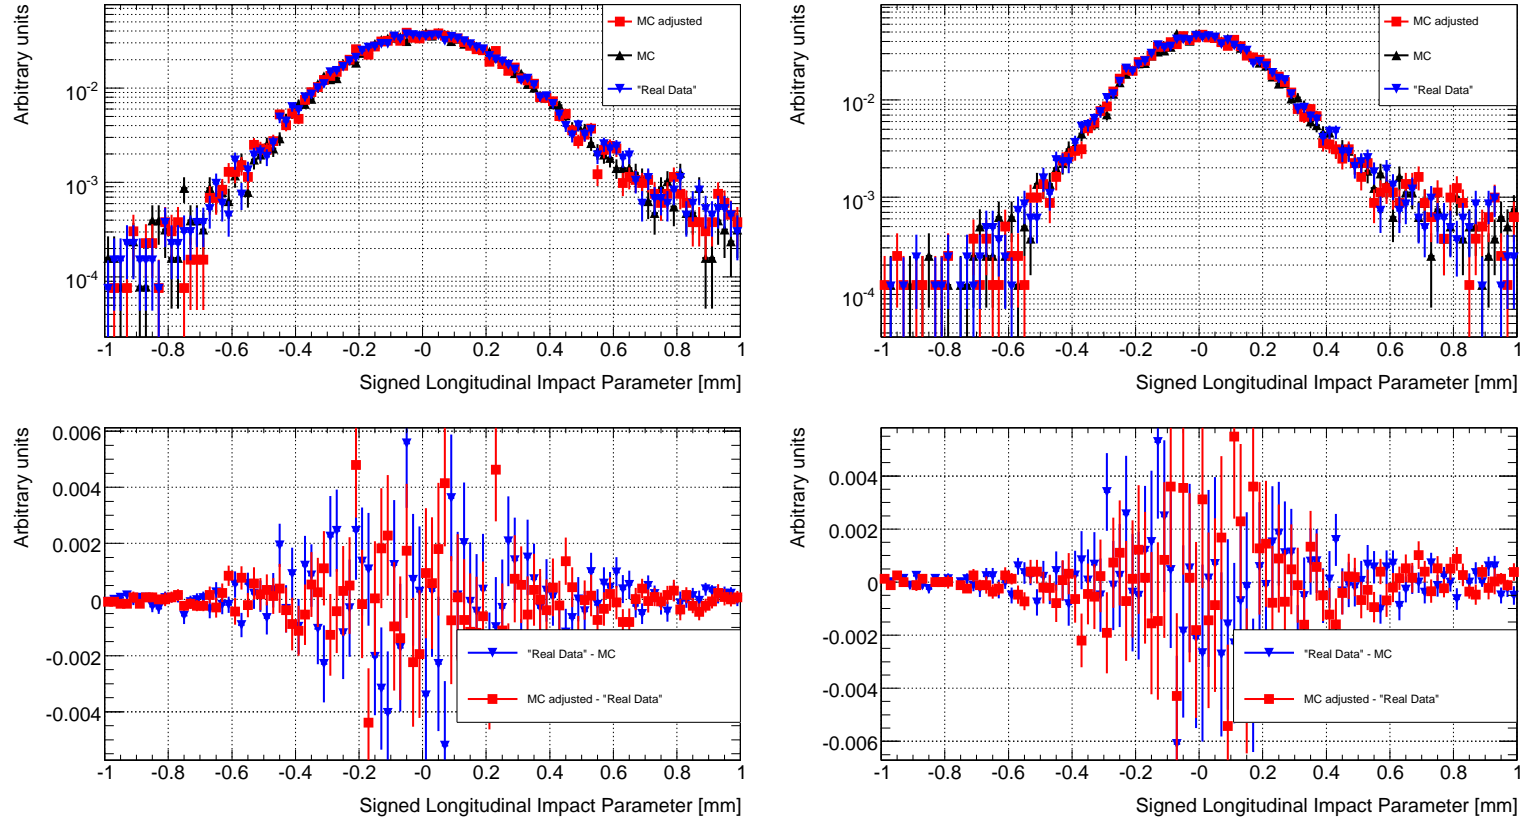 Arbitrary units
MC adjusted
MC
"Real Data"
10^-2
10^-3
10^-4
-1 -0.8 -0.6 -0.4 -0.2 -0 0.2 0.4 0.6 0.8 1
Signed Longitudinal Impact Parameter [mm]
Arbitrary units
MC adjusted
MC
"Real Data"
10^-2
10^-3
10^-4
-1 -0.8 -0.6 -0.4 -0.2 -0 0.2 0.4 0.6 0.8 1
Signed Longitudinal Impact Parameter [mm]
Arbitrary units
0.006
0.004
0.002
0
-0.002
-0.004
"Real Data" - MC
MC adjusted - "Real Data"
-1 -0.8 -0.6 -0.4 -0.2 -0 0.2 0.4 0.6 0.8 1
Signed Longitudinal Impact Parameter [mm]
Arbitrary units
0.004
0.002
0
-0.002
-0.004
-0.006
"Real Data" - MC
MC adjusted - "Real Data"
-1 -0.8 -0.6 -0.4 -0.2 -0 0.2 0.4 0.6 0.8 1
Signed Longitudinal Impact Parameter [mm]